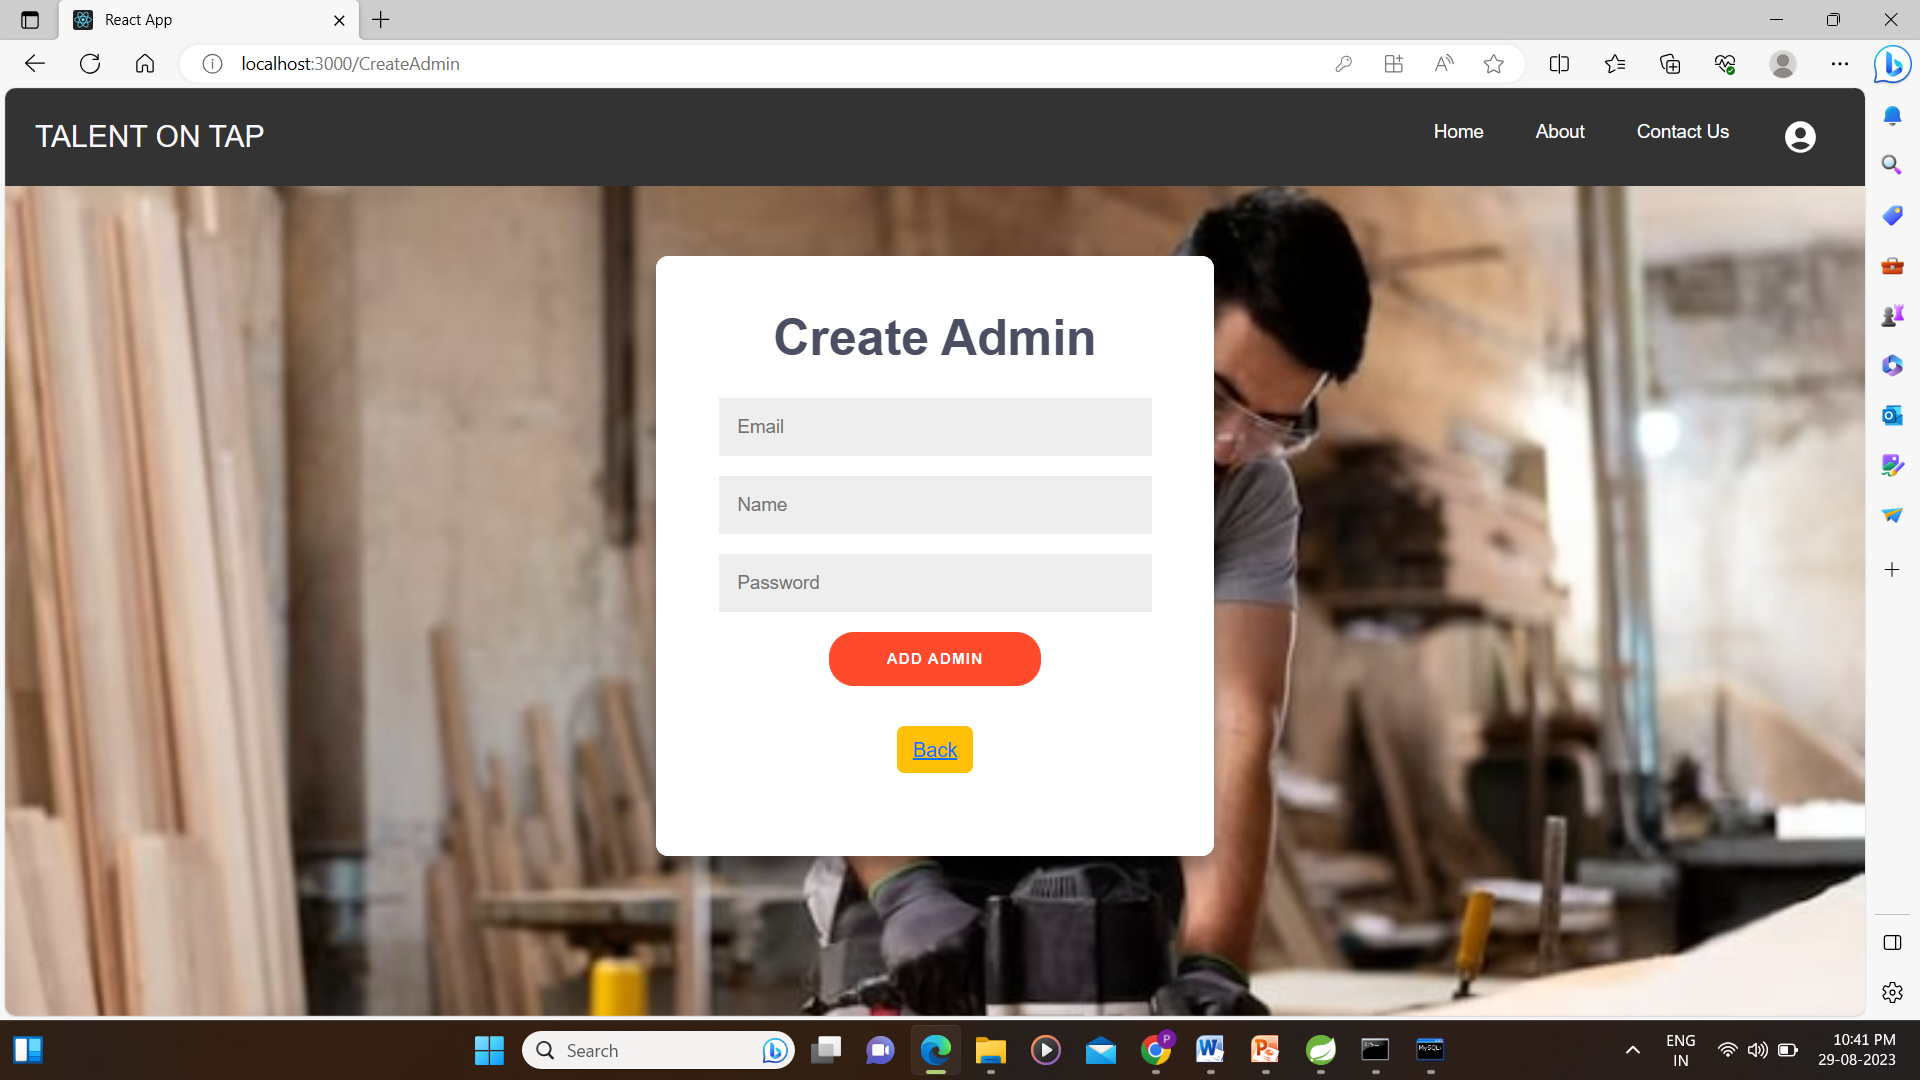 React App
localhost:3000/CreateAdmin
TALENT ON TAP
Home
About
Contact Us
Create Admin
Email
Name
Password
ADD ADMIN
Back
Search
P
MySQL
ENG
IN
10:41 PM
29-08-2023